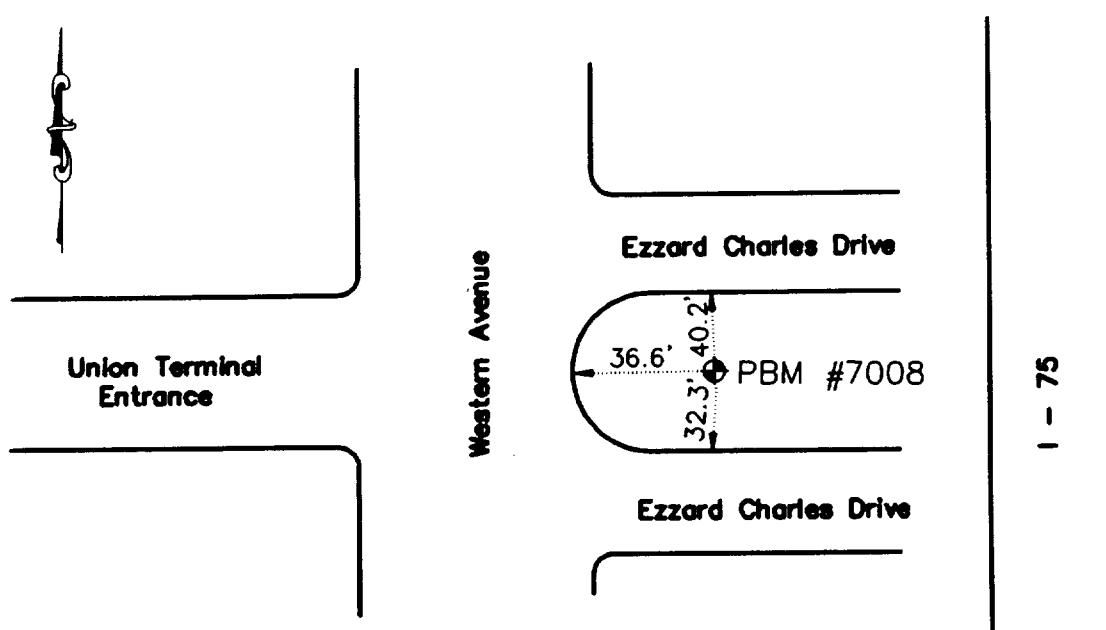 Ezzard Charles Drive
Western Avenue
Union Terminal
Entrance
40.2'
36.6'
32.3'
PBM #7008
I - 75
Ezzard Charles Drive